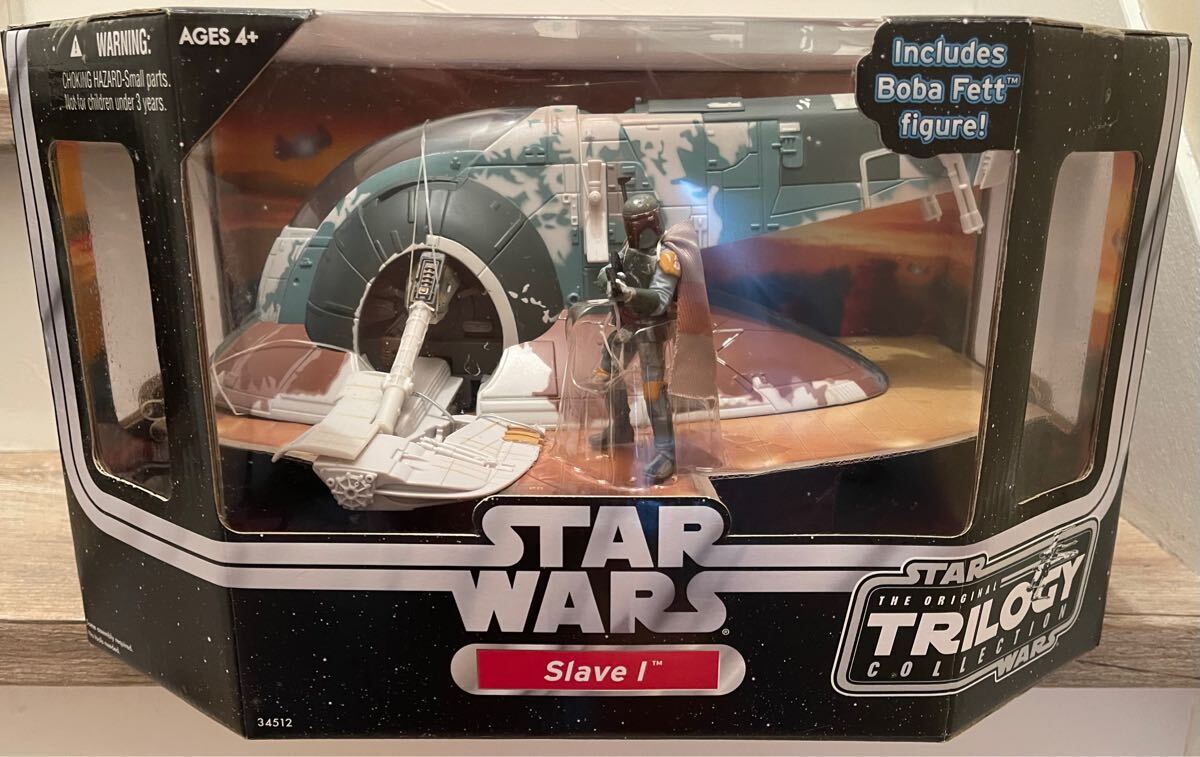 WARNING:
CHOKING HAZARD-Small parts.
Not for children under 3 years.
AGES 4+
Includes
Boba Fett™
figure!
STAR
WARS®
Slave I™
STAR
THE ORIGINAL
TRILOGY
COLLECTION
WARS
34512